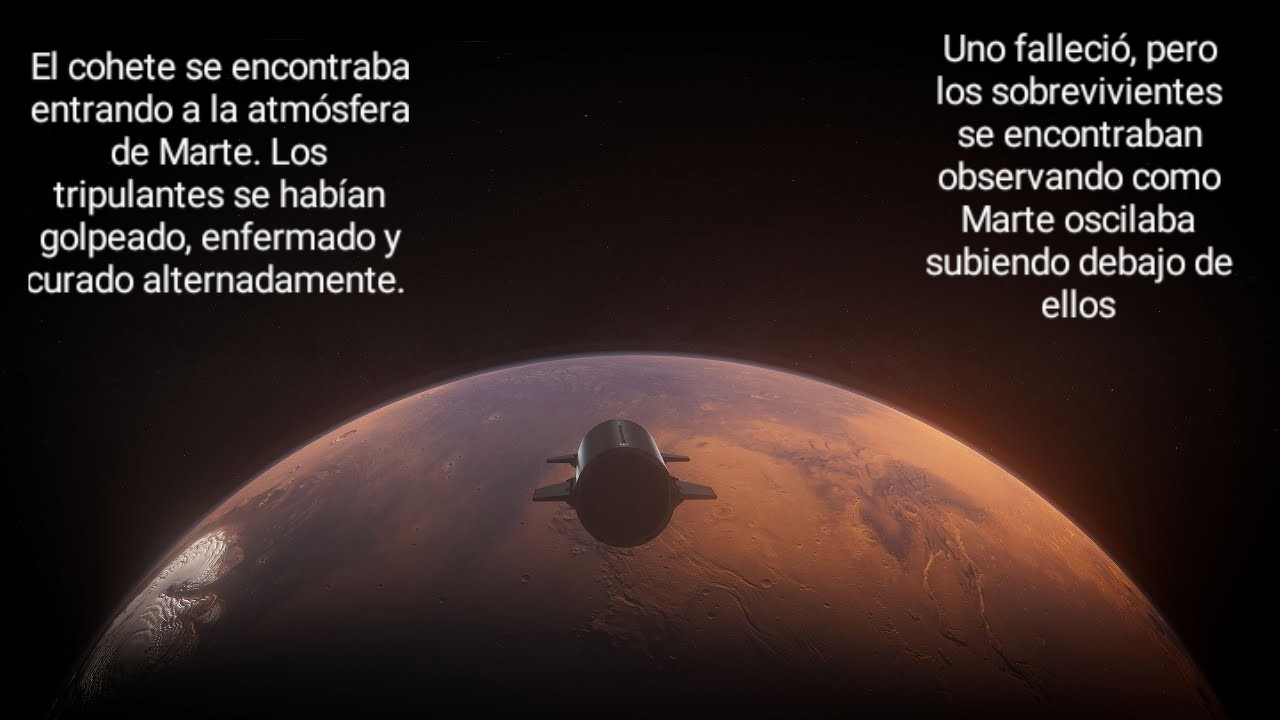 El cohete se encontraba
entrando a la atmósfera
de Marte. Los
tripulantes se habían
golpeado, enfermado y
curado alternadamente.
Uno falleció, pero
los sobrevivientes
se encontraban
observando como
Marte oscilaba
subiendo debajo de
ellos